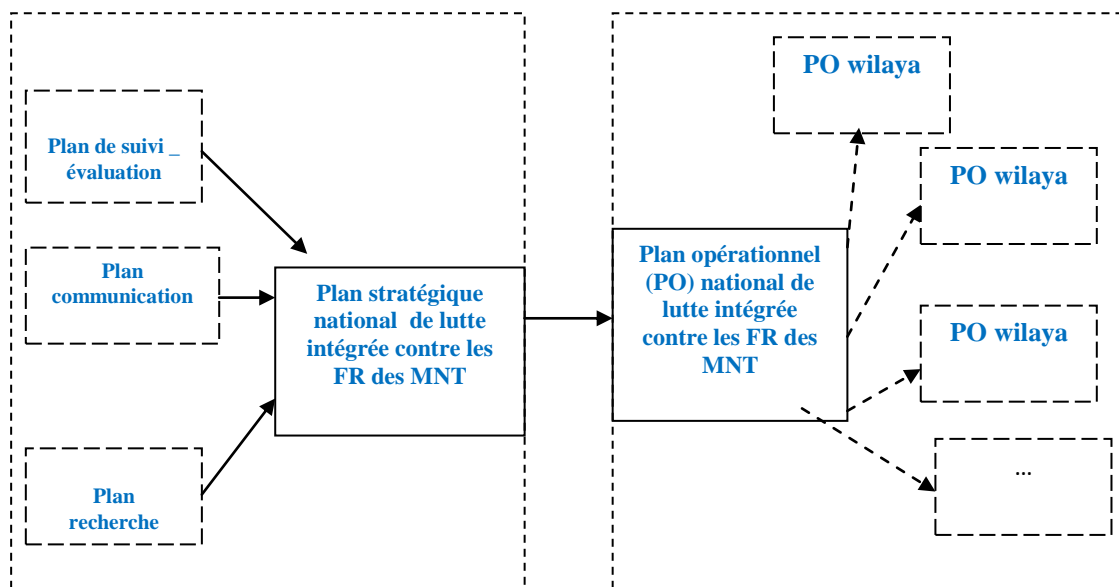 Plan de suivi _
évaluation
Plan
communication
Plan
recherche
Plan stratégique
national de lutte
intégrée contre les
FR des MNT
Plan opérationnel
(PO) national de
lutte intégrée
contre les FR des
MNT
PO wilaya
PO wilaya
PO wilaya
...